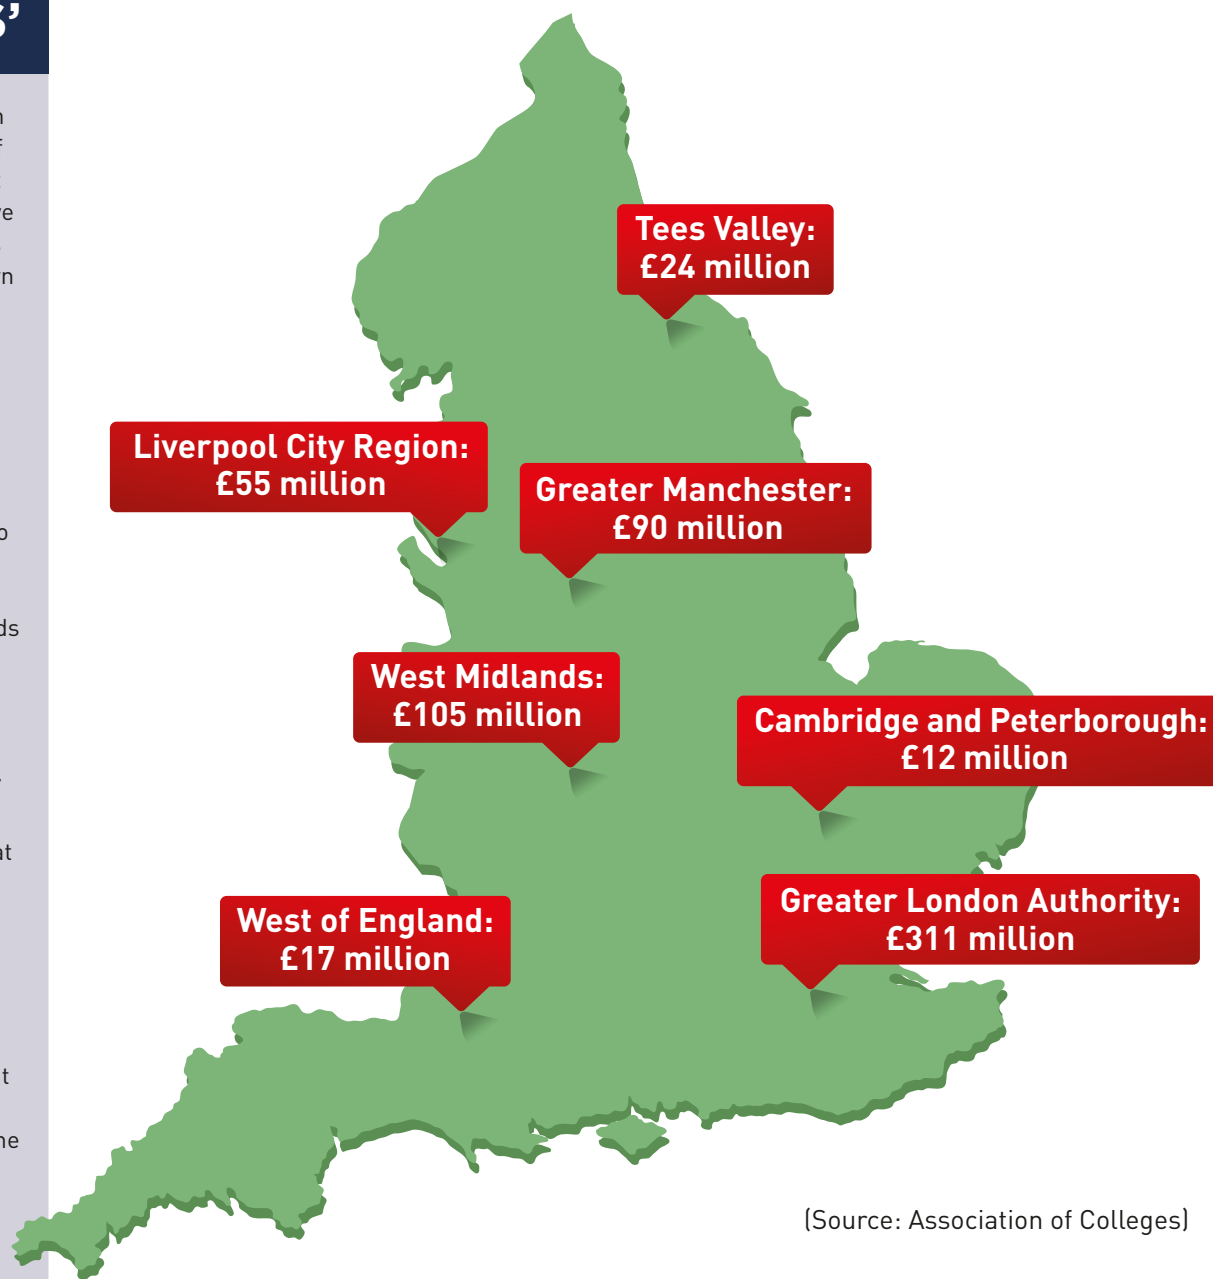 Tees Valley:
£24 million
Liverpool City Region:
£55 million
Greater Manchester:
£90 million
West Midlands:
£105 million
Cambridge and Peterborough:
£12 million
Greater London Authority:
£311 million
West of England:
£17 million
(Source: Association of Colleges)